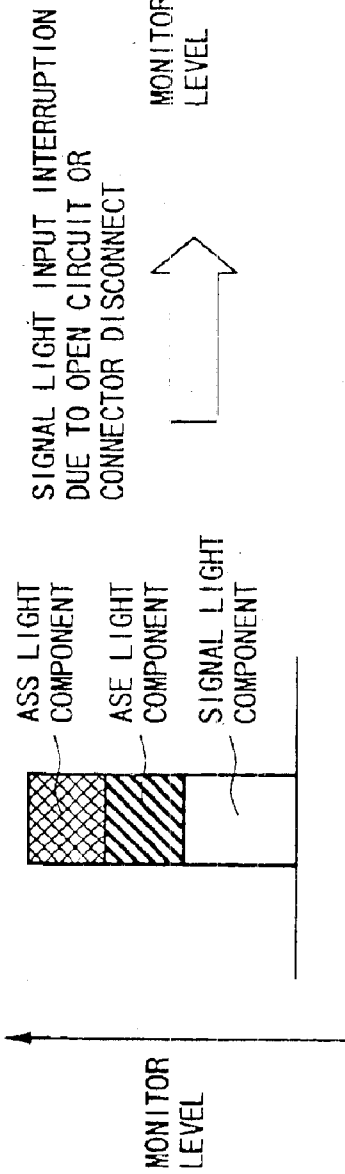 MONITOR
LEVEL
ASS LIGHT
COMPONENT
ASE LIGHT
COMPONENT
SIGNAL LIGHT
COMPONENT
SIGNAL LIGHT INPUT INTERRUPTION
DUE TO OPEN CIRCUIT OR
CONNECTOR DISCONNECT
MONITOR
LEVEL